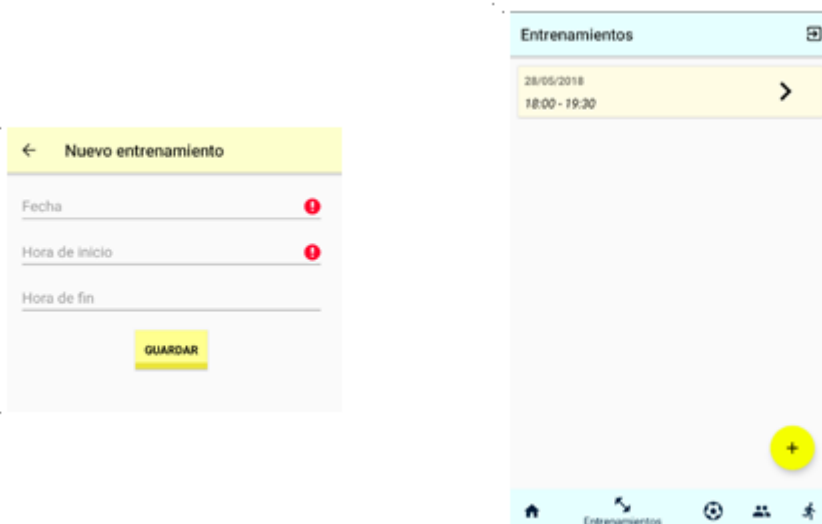 Nuevo entrenamiento
Fecha
Hora de inicio
Hora de fin
GUARDAR
Entrenamientos
28/05/2018
18:00 - 19:30
Entrenamientos